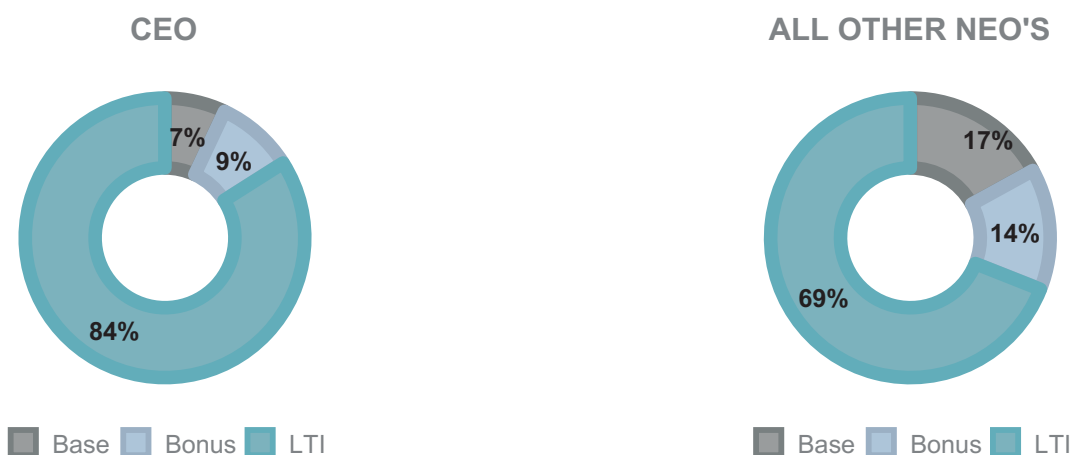 CEO
7%
9%
84%
Base Bonus LTI
ALL OTHER NEO'S
17%
14%
69%
Base Bonus LTI